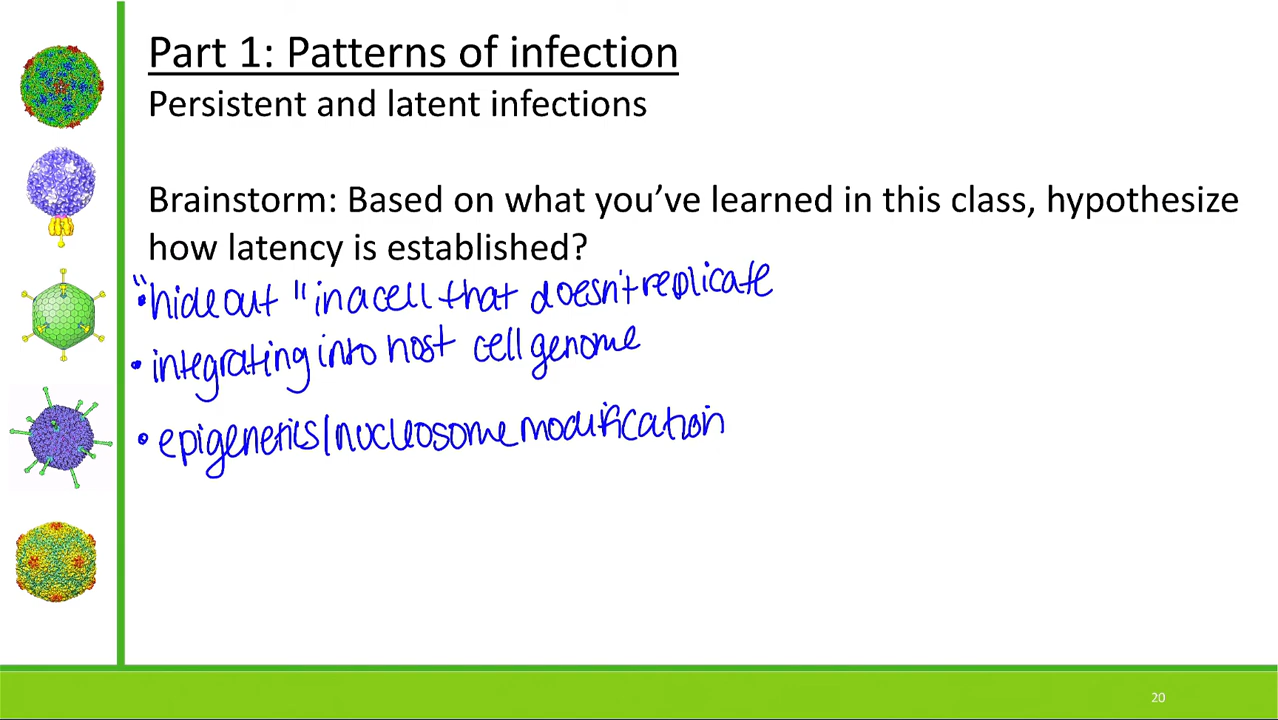 Part 1: Patterns of infection
Persistent and latent infections
Brainstorm: Based on what you’ve learned in this class, hypothesize
how latency is established?
• "hide out" in a cell that doesn't replicate
• integrating into host cell genome
• epigenetics/nucleosome modification
20